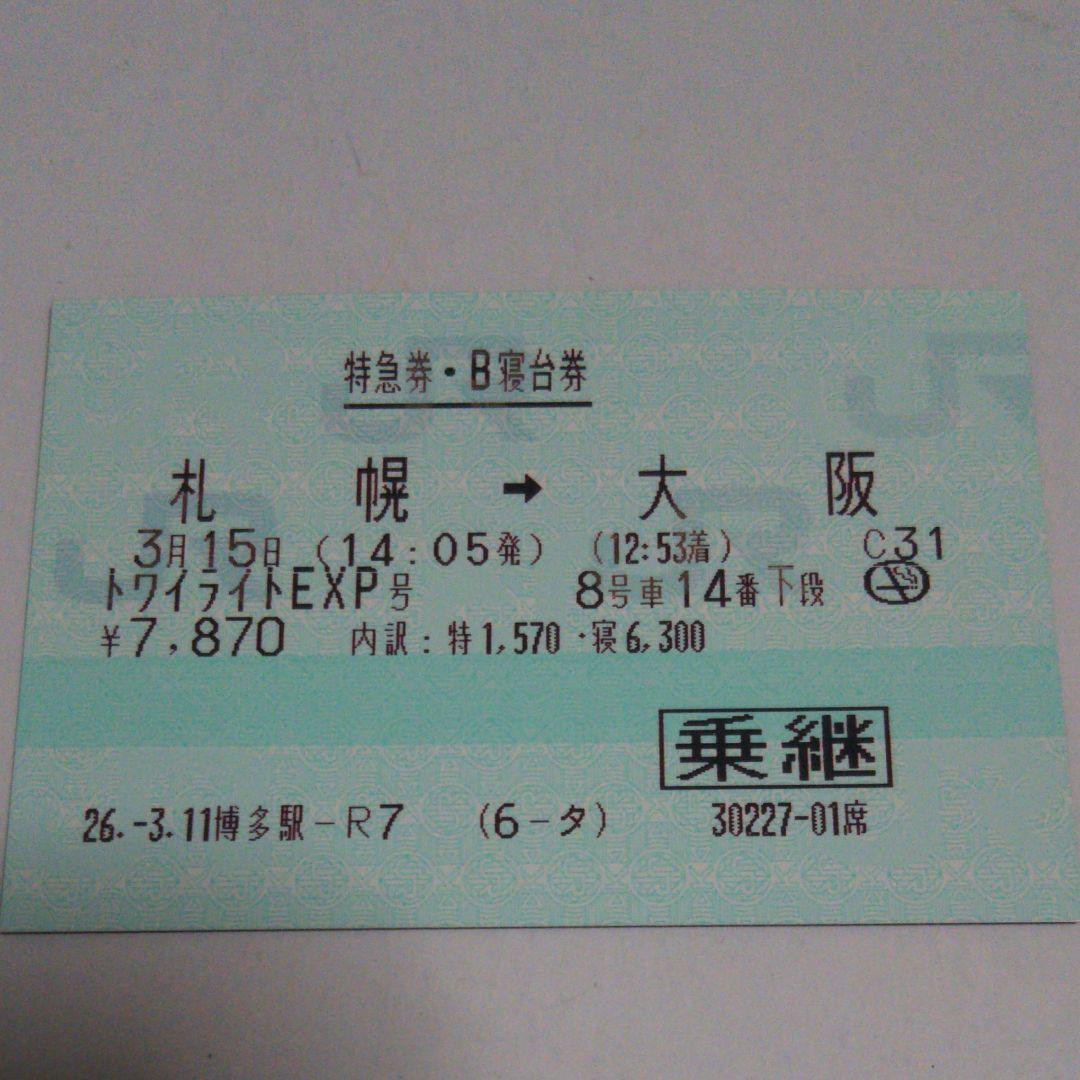 特急券・B寝台券
札幌 → 大阪
3月15日 (14:05発) (12:53着) C31
トワイライトEXP号 8号車14番下段
¥7,870 内訳:特1,570・寝6,300
乗継
26.-3.11博多駅-R7 (6-タ) 30227-01席